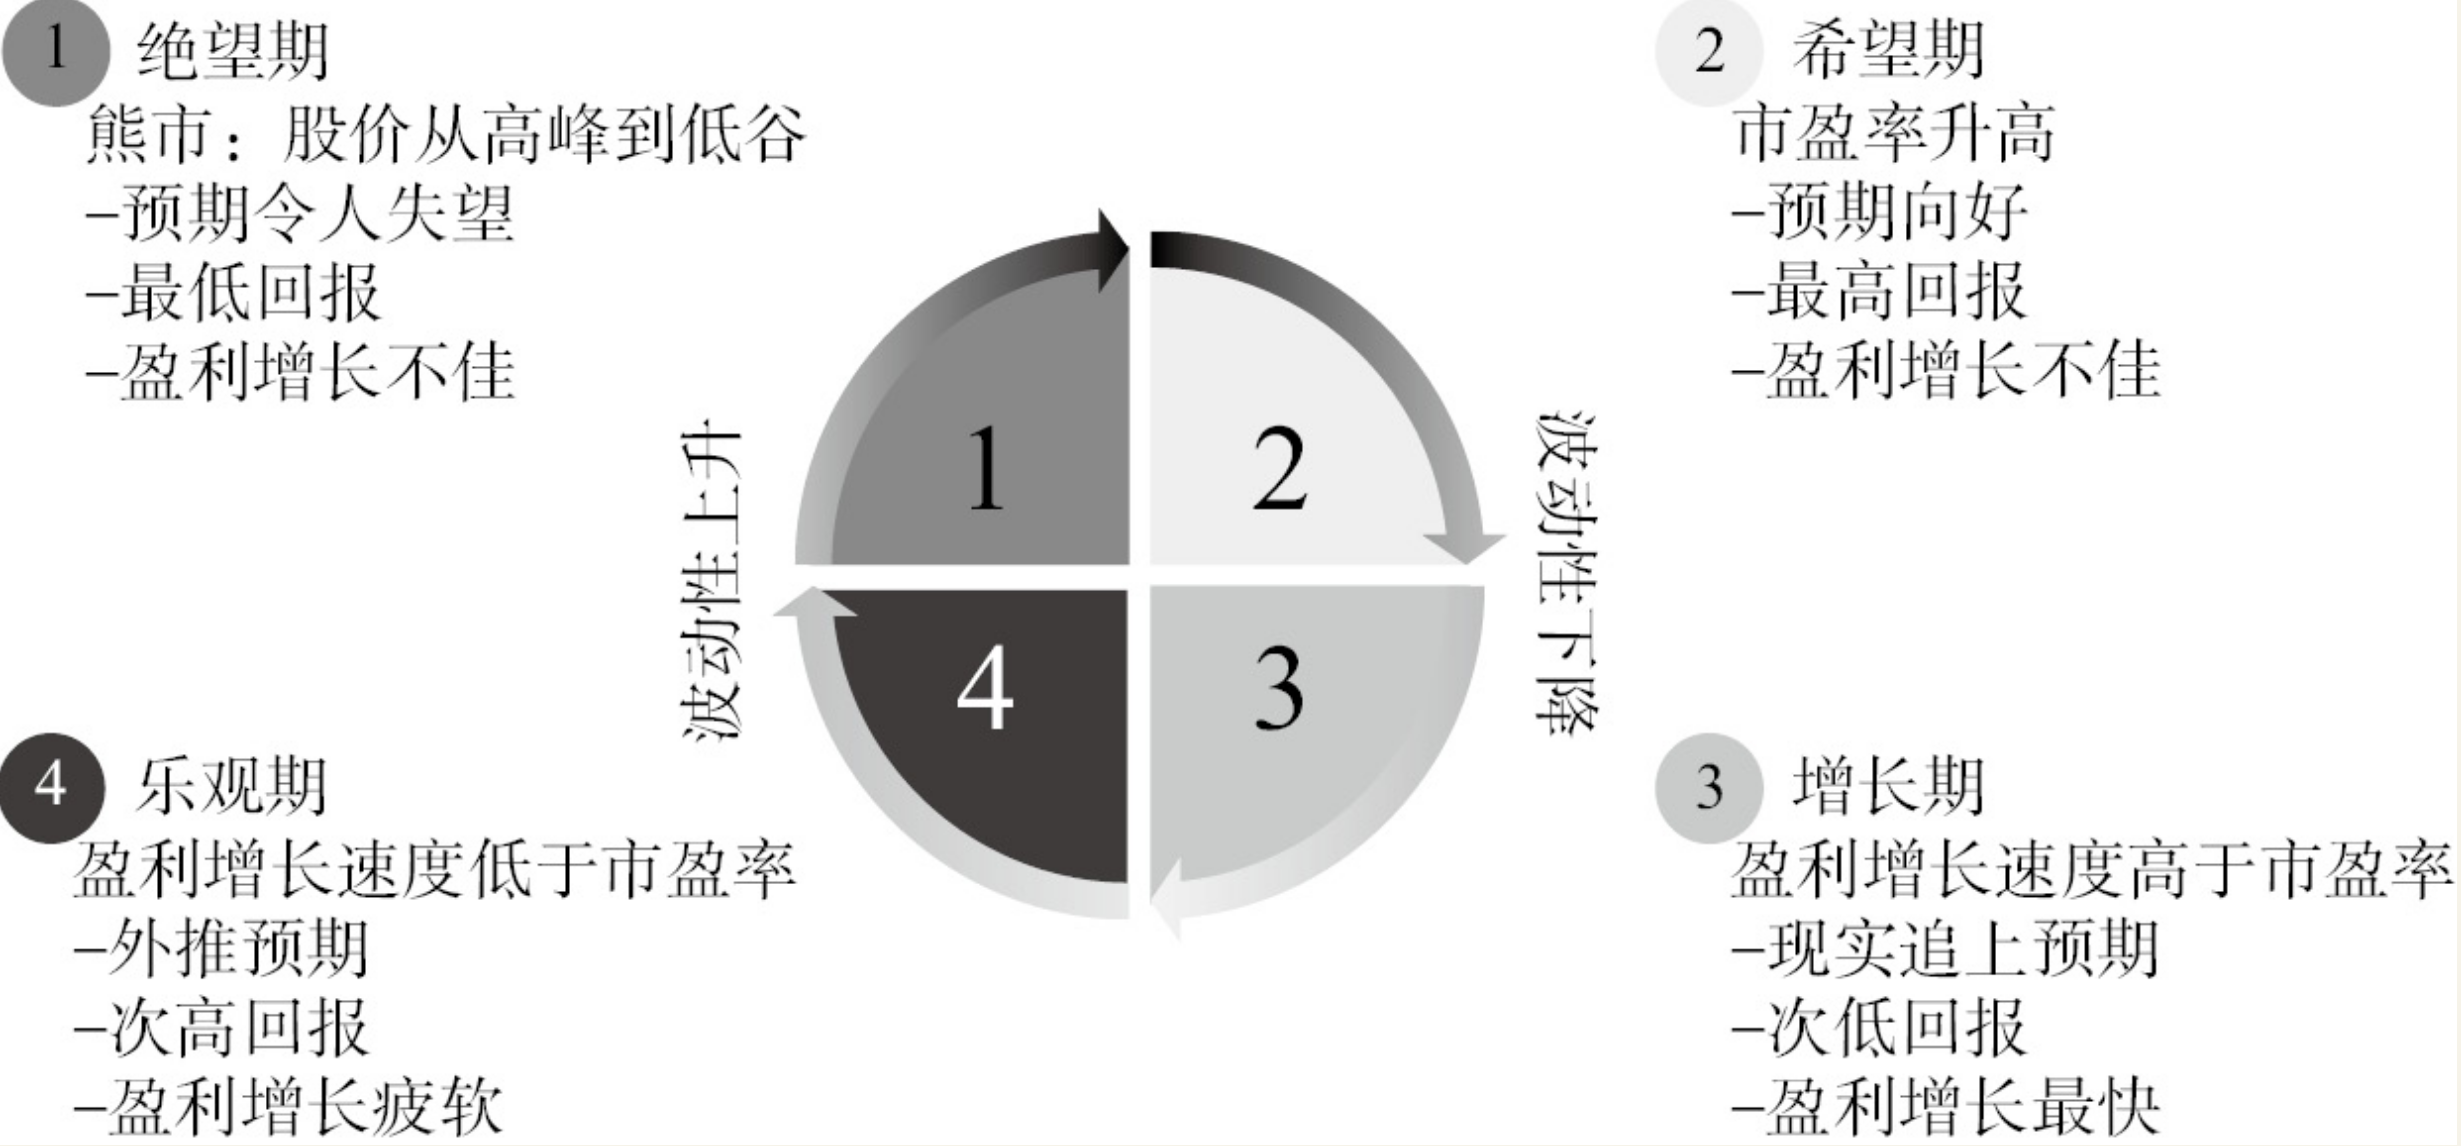 1 绝望期
熊市：股价从高峰到低谷
–预期令人失望
–最低回报
–盈利增长不佳
2 希望期
市盈率升高
–预期向好
–最高回报
–盈利增长不佳
波动性上升
1
2
4
3
波动性下降
4 乐观期
盈利增长速度低于市盈率
–外推预期
–次高回报
–盈利增长疲软
3 增长期
盈利增长速度高于市盈率
–现实追上预期
–次低回报
–盈利增长最快